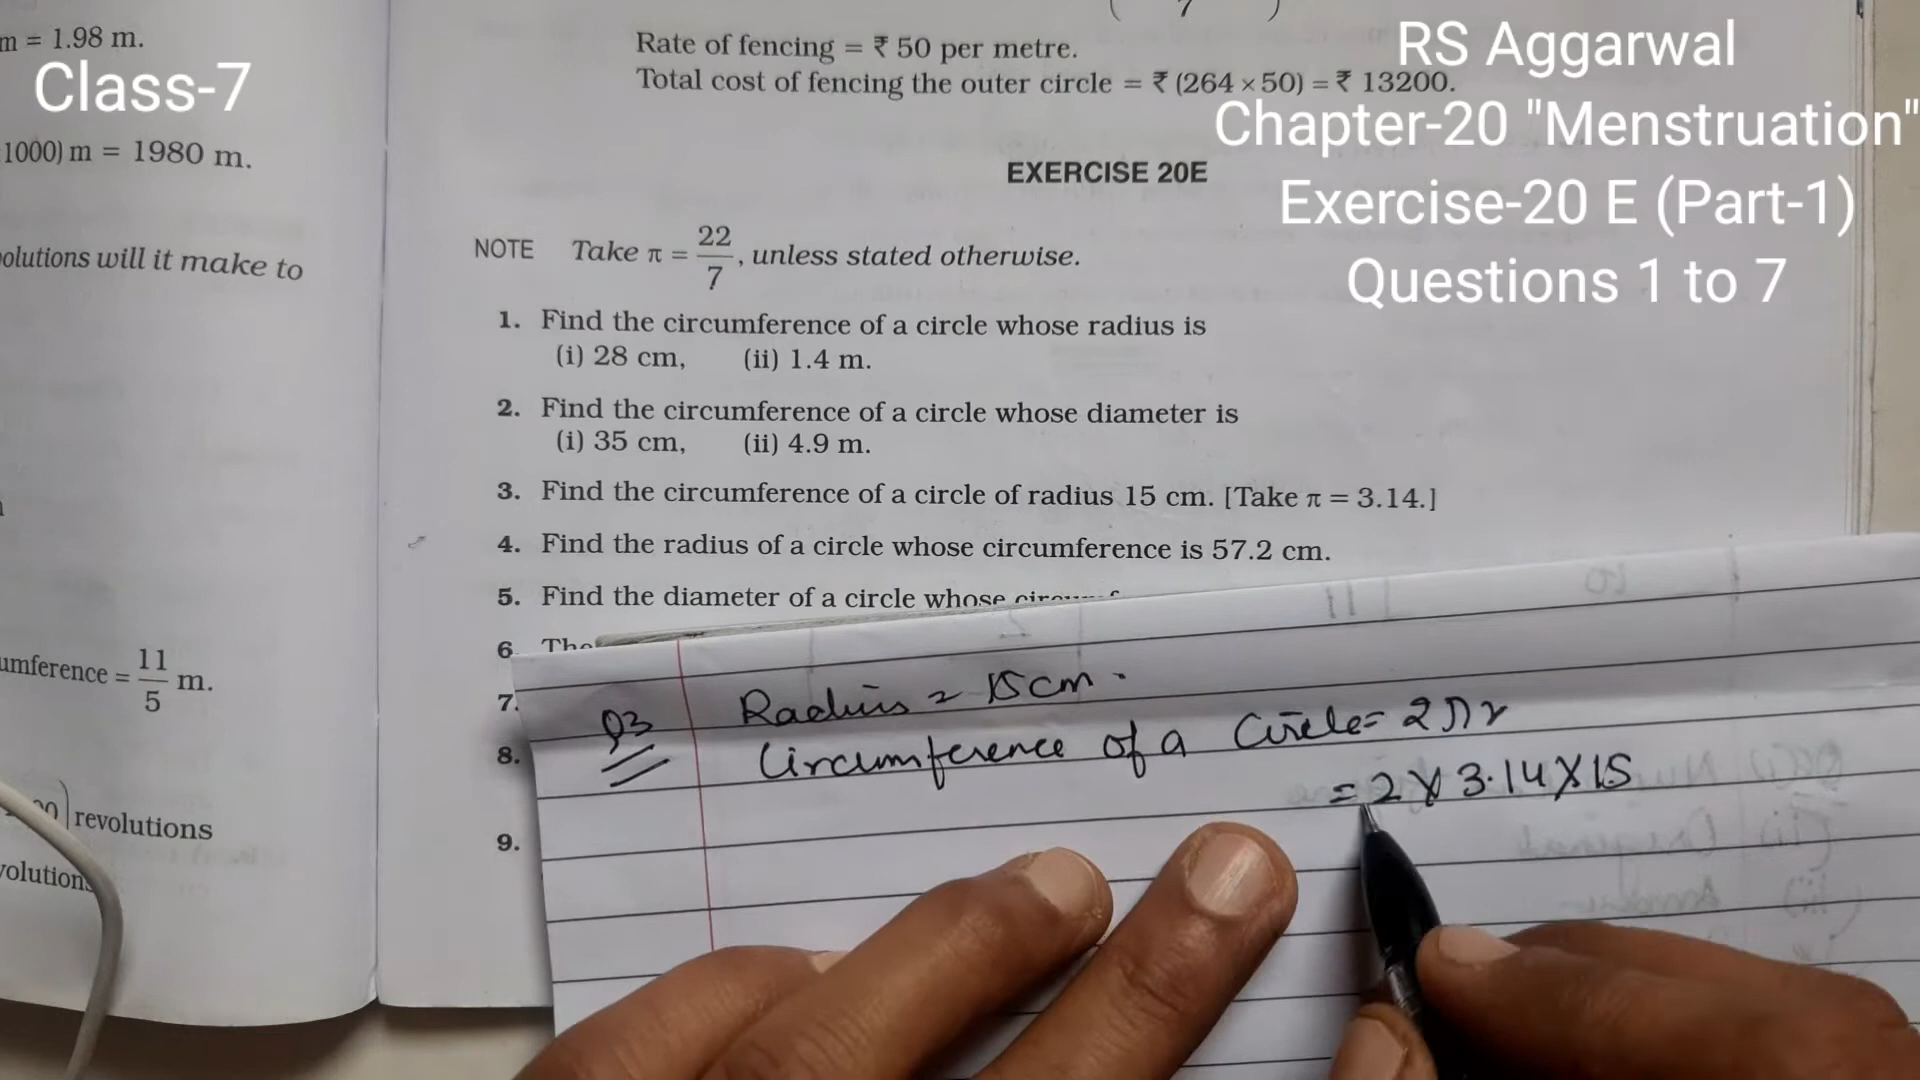 m = 1.98 m.
Class-7
1000) m = 1980 m.
olutions will it make to
umference = 11/5 m.
revolutions
volutions
7
Rate of fencing = ₹ 50 per metre.
Total cost of fencing the outer circle = ₹ (264 × 50) = ₹ 13200.
RS Aggarwal
Chapter-20 "Menstruation"
Exercise-20 E (Part-1)
Questions 1 to 7
EXERCISE 20E
NOTE Take π = 22/7, unless stated otherwise.
1. Find the circumference of a circle whose radius is
(i) 28 cm, (ii) 1.4 m.
2. Find the circumference of a circle whose diameter is
(i) 35 cm, (ii) 4.9 m.
3. Find the circumference of a circle of radius 15 cm. [Take π = 3.14.]
4. Find the radius of a circle whose circumference is 57.2 cm.
5. Find the diameter of a circle whose
6. The
7.
8.
9.
Q3 Radius = 15 cm.
Circumference of a Circle = 2πr
= 2 × 3.14 × 15